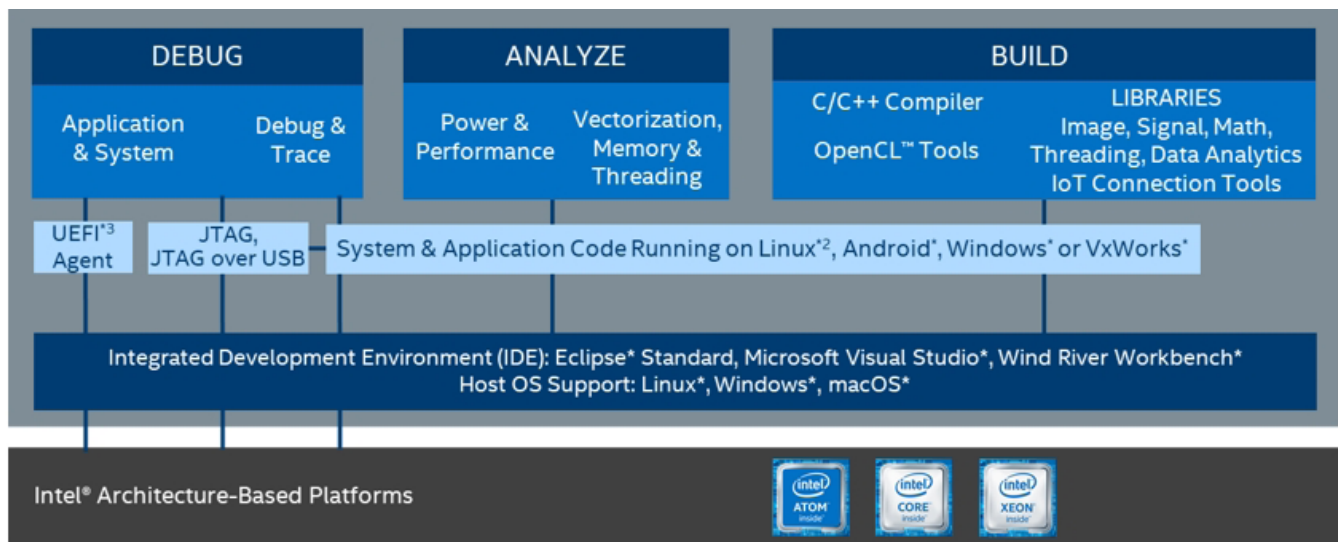 DEBUG
Application
& System
Debug &
Trace
ANALYZE
Power &
Performance
Vectorization,
Memory &
Threading
BUILD
C/C++ Compiler
OpenCL™ Tools
LIBRARIES
Image, Signal, Math,
Threading, Data Analytics
IoT Connection Tools
UEFI*³
Agent
JTAG,
JTAG over USB
System & Application Code Running on Linux*², Android*, Windows* or VxWorks*
Integrated Development Environment (IDE): Eclipse* Standard, Microsoft Visual Studio*, Wind River Workbench*
Host OS Support: Linux*, Windows*, macOS*
Intel® Architecture-Based Platforms
intel
ATOM
inside
intel
CORE
inside
intel
XEON
inside